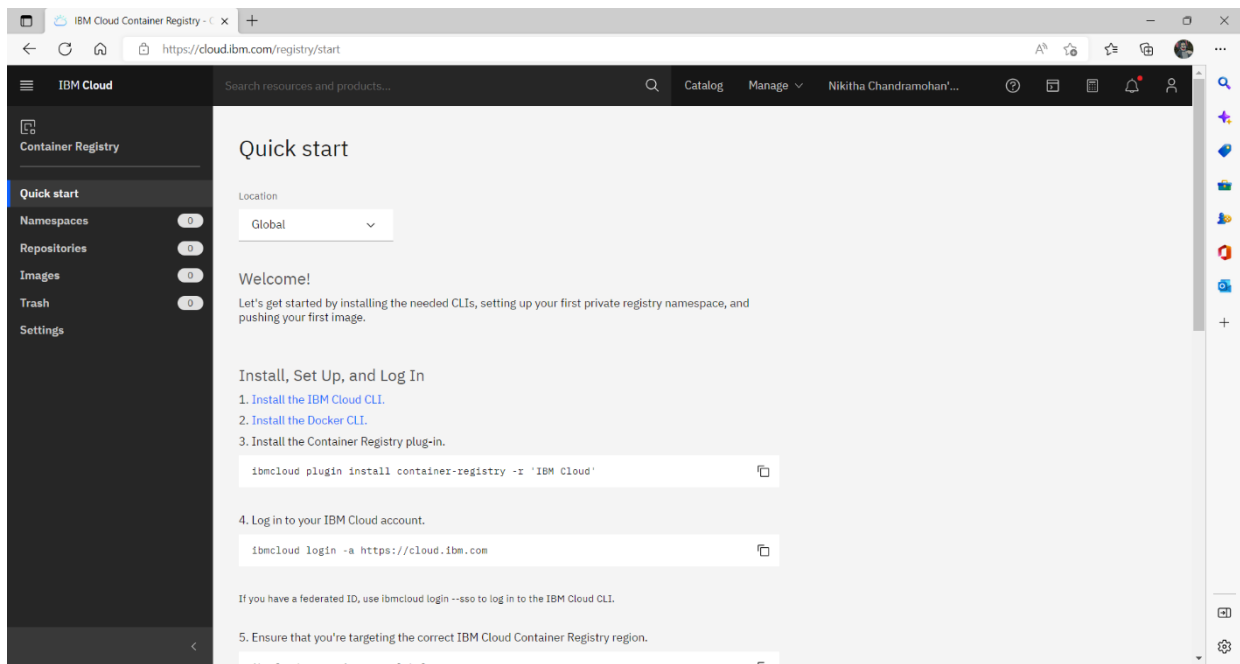 IBM Cloud Container Registry - C
https://cloud.ibm.com/registry/start
IBM Cloud
Search resources and products...
Catalog
Manage
Nikitha Chandramohan'...
Container Registry
Quick start
Namespaces 0
Repositories 0
Images 0
Trash 0
Settings
Quick start
Location
Global
Welcome!
Let's get started by installing the needed CLIs, setting up your first private registry namespace, and
pushing your first image.
Install, Set Up, and Log In
1. Install the IBM Cloud CLI.
2. Install the Docker CLI.
3. Install the Container Registry plug-in.
ibmcloud plugin install container-registry -r 'IBM Cloud'
4. Log in to your IBM Cloud account.
ibmcloud login -a https://cloud.ibm.com
If you have a federated ID, use ibmcloud login --sso to log in to the IBM Cloud CLI.
5. Ensure that you're targeting the correct IBM Cloud Container Registry region.